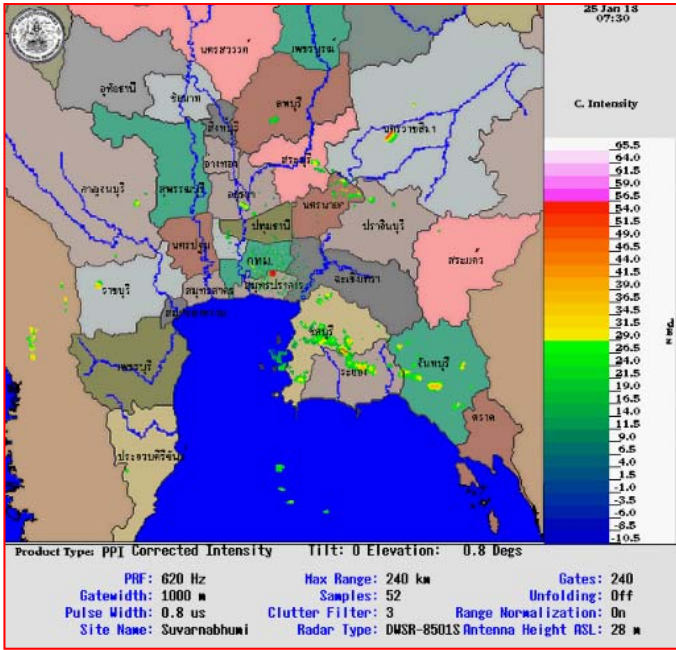 25 Jan 18
07:30
C. Intensity
65.5
64.0
61.5
59.0
56.5
54.0
51.5
49.0
46.5
44.0
41.5
39.0
36.5
34.0
31.5
29.0
26.5
24.0
21.5
19.0
16.5
14.0
11.5
9.0
6.5
4.0
1.5
-1.0
-3.5
-6.0
-8.5
-10.5
นครสวรรค์
เพชรบูรณ์
อุทัยธานี
ชัยนาท
ลพบุรี
สิงห์บุรี
นครราชสีมา
อ่างทอง
สระบุรี
กาญจนบุรี
สุพรรณบุรี
อยุธยา
นครนายก
ปราจีนบุรี
ปทุมธานี
นครปฐม
กทม.
สระแก้ว
ฉะเชิงเทรา
ราชบุรี
สมุทรสาคร
สมุทรปราการ
สมุทรสงคราม
ชลบุรี
เพชรบุรี
ระยอง
จันทบุรี
ตราด
ประจวบคีรีขันธ์
Product Type: PPI Corrected Intensity Tilt: 0 Elevation: 0.8 Degs
PRF: 620 Hz Max Range: 240 km Gates: 240
Gatewidth: 1000 m Samples: 52 Unfolding: Off
Pulse Width: 0.8 us Clutter Filter: 3 Range Normalization: On
Site Name: Suvarnabhumi Radar Type: DWSR-8501S Antenna Height ASL: 28 m